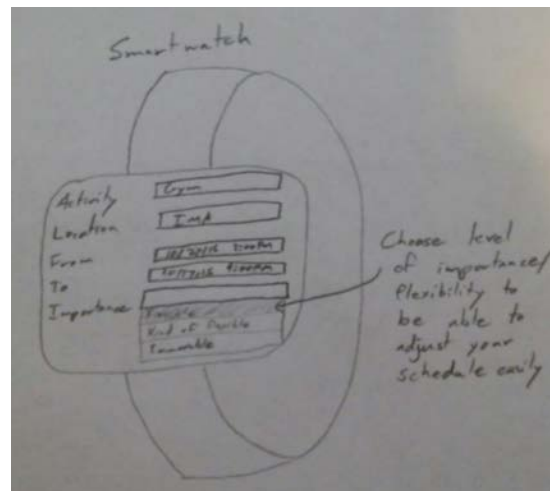 Smartwatch
Activity
Gym
Location
IMA
From
To
Importance
Flexible
Kind of flexible
Immovable
Choose level
of importance/
flexibility to
be able to
adjust your
schedule easily